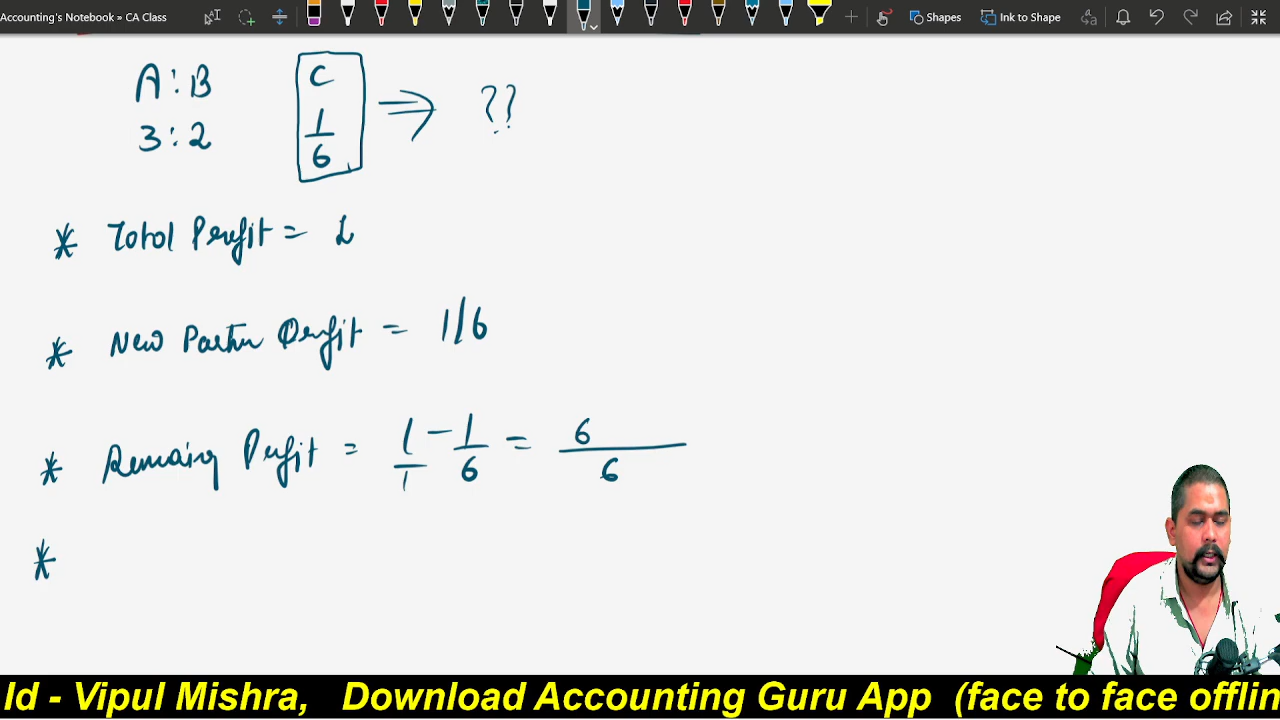 Accounting's Notebook » CA Class
Shapes
Ink to Shape
A : B
3 : 2
C
1/6
⇒ ??
* Total Profit = 1
* New Partner Profit = 1/6
* Remaing Profit = 1/1 - 1/6 = 6 /6
*
Id - Vipul Mishra, Download Accounting Guru App (face to face offlin